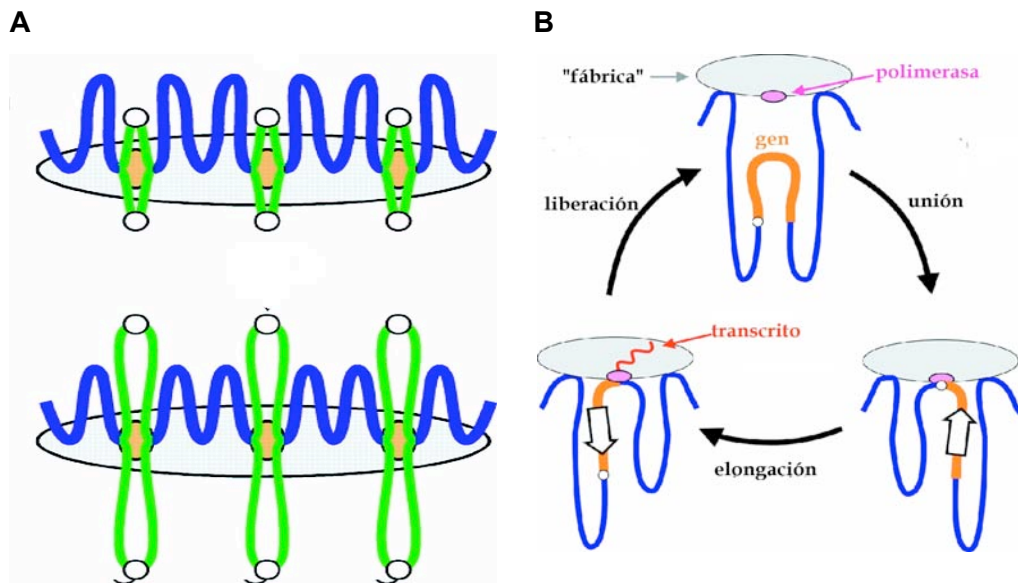 A
B
"fábrica"
polimerasa
gen
liberación
unión
transcrito
elongación